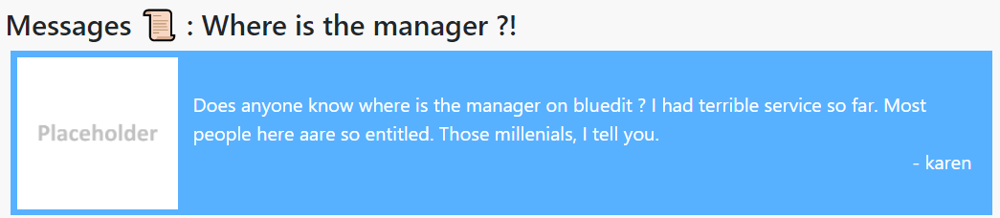 Messages 📜 : Where is the manager ?!
Does anyone know where is the manager on bluedit ? I had terrible service so far. Most
Placeholder
people here aare so entitled. Those millenials, I tell you.
- karen